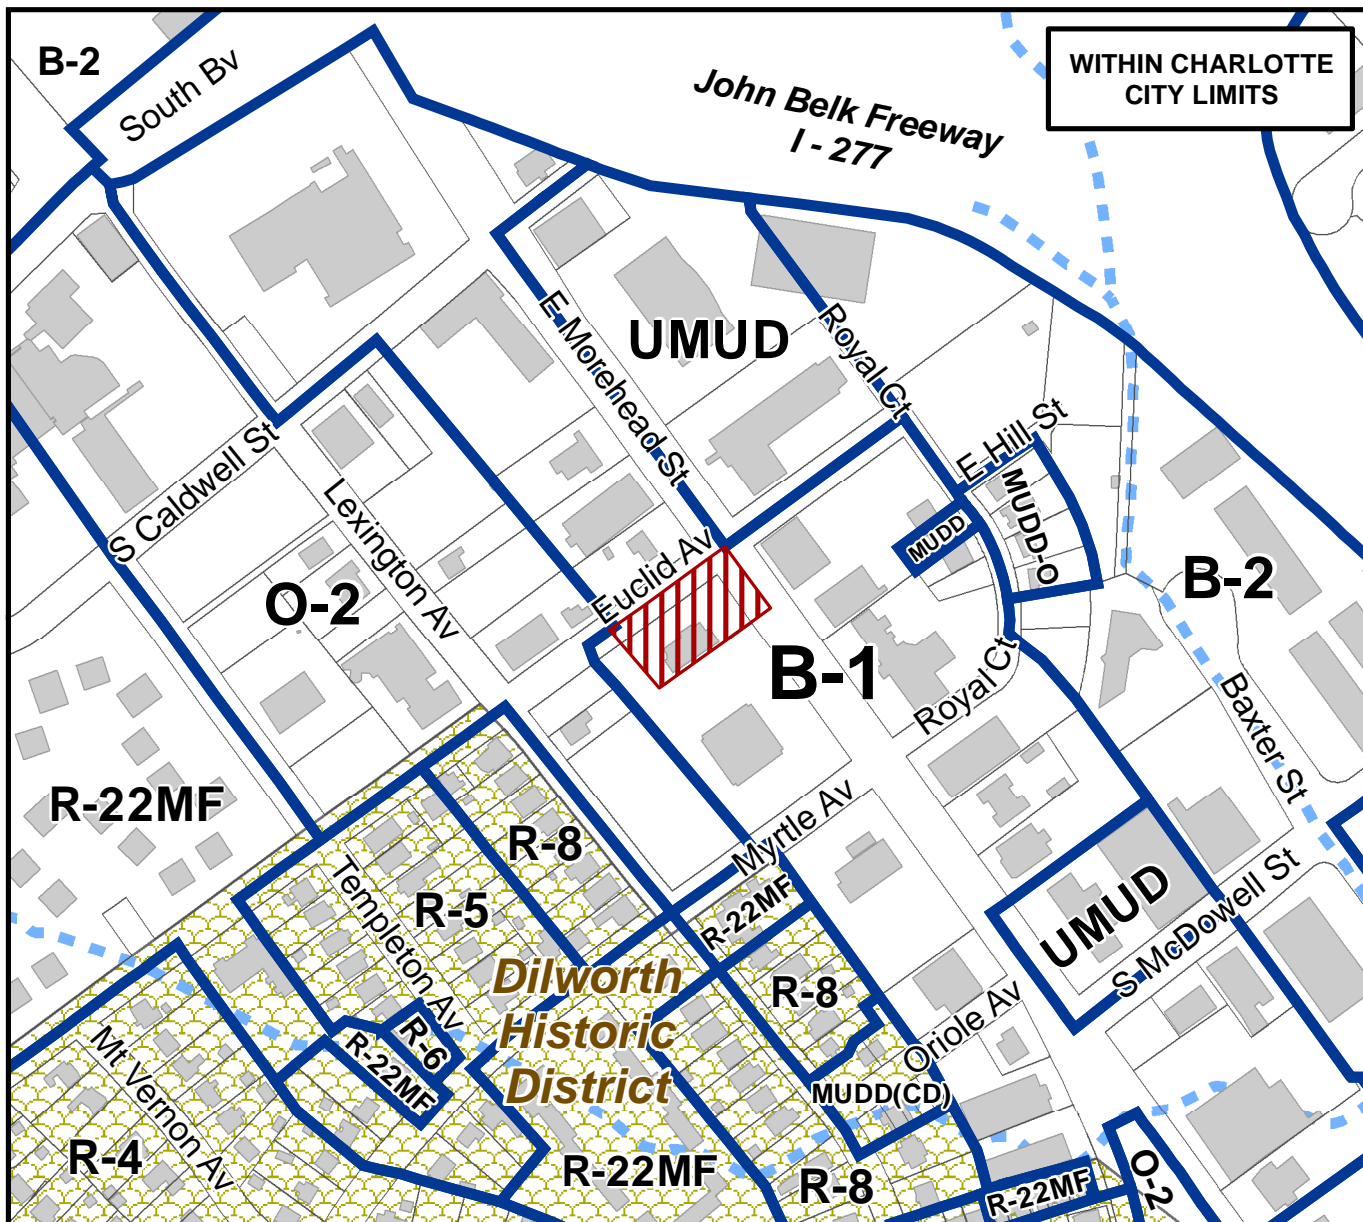 B-2
South Bv
WITHIN CHARLOTTE
CITY LIMITS
John Belk Freeway
I - 277
UMUD
E Morehead St
Royal Ct
E Hill St
MUDD-O
MUDD
S Caldwell St
Lexington Av
Euclid Av
O-2
B-2
B-1
Royal Ct
Baxter St
R-22MF
Myrtle Av
R-8
R-5
Templeton Av
R-22MF
UMUD
S McDowell St
Dilworth
Historic
District
R-8
Oriole Av
R-6
R-22MF
Mt Vernon Av
MUDD(CD)
R-4
R-22MF
R-8
R-22MF
O-2